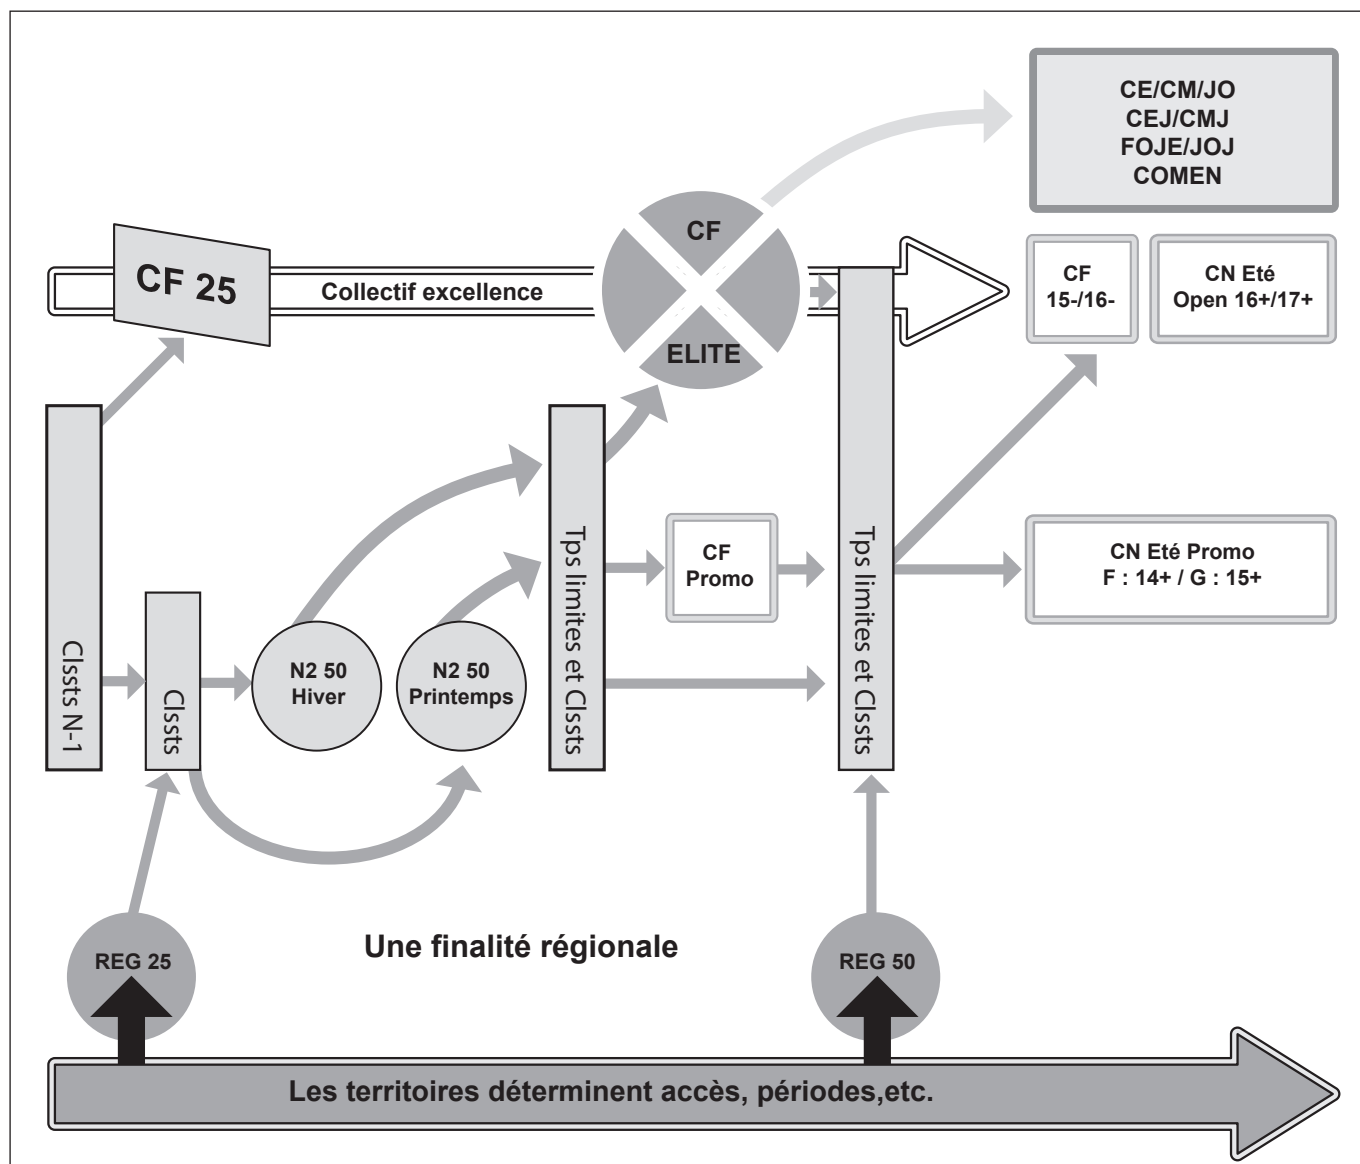 CE/CM/JO
CEJ/CMJ
FOJE/JOJ
COMEN
CF 25
Collectif excellence
CF
ELITE
CF
15-/16-
CN Eté
Open 16+/17+
Clssts N-1
Clssts
N2 50
Hiver
N2 50
Printemps
Tps limites et Clssts
CF
Promo
Tps limites et Clssts
CN Eté Promo
F : 14+ / G : 15+
REG 25
Une finalité régionale
REG 50
Les territoires déterminent accès, périodes,etc.